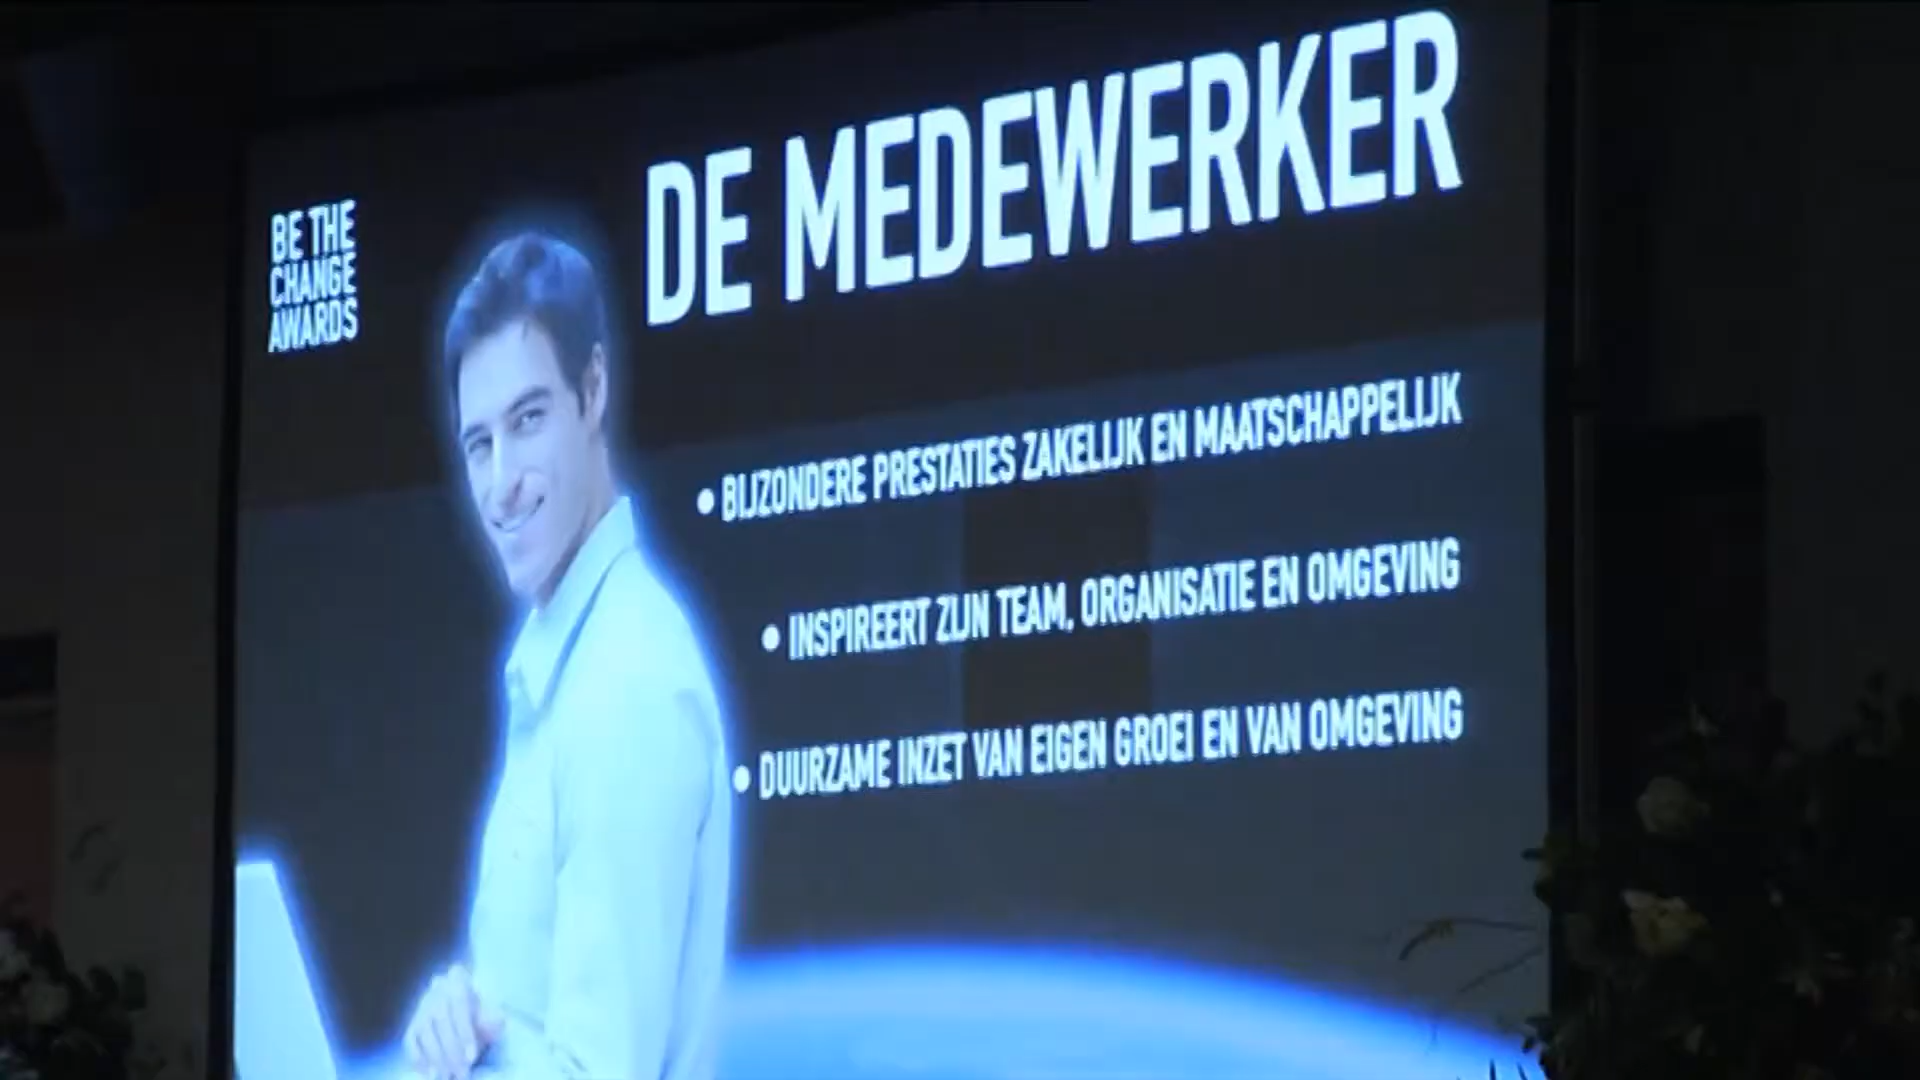 BE THE
CHANGE
AWARDS
DE MEDEWERKER
• BIJZONDERE PRESTATIES ZAKELIJK EN MAATSCHAPPELIJK
• INSPIREERT ZIJN TEAM, ORGANISATIE EN OMGEVING
• DUURZAME INZET VAN EIGEN GROEI EN VAN OMGEVING